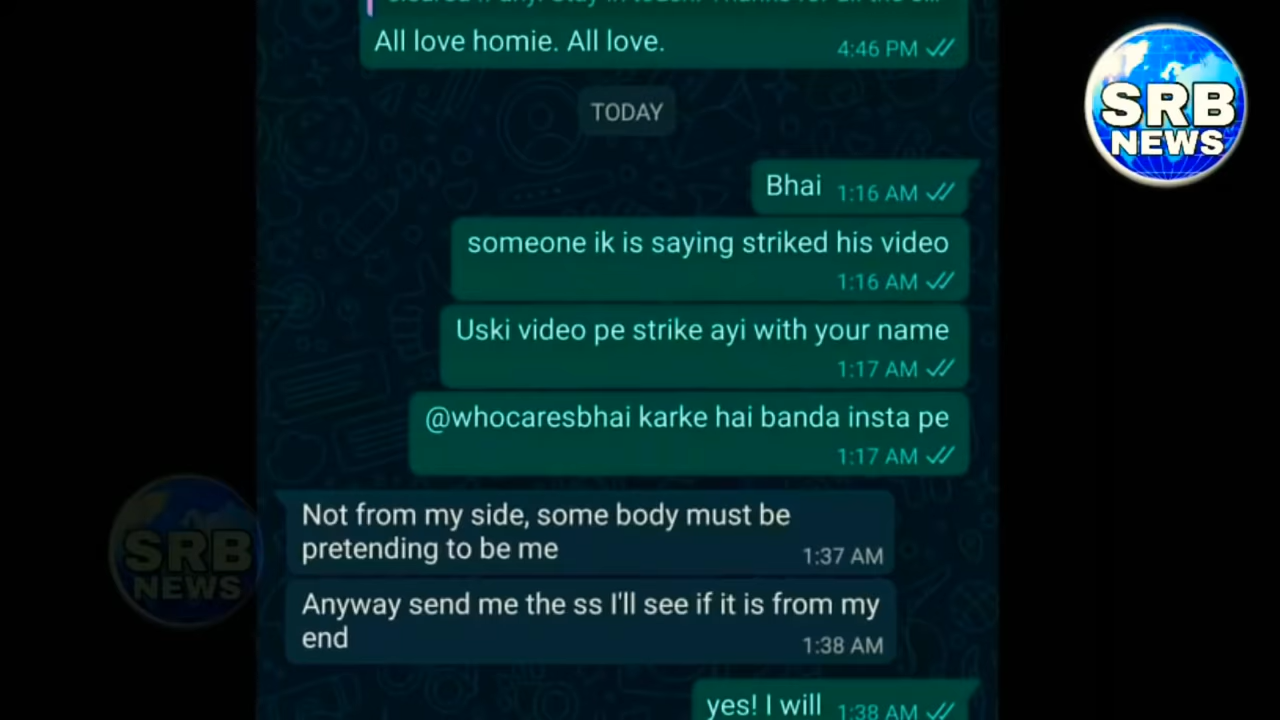 All love homie. All love.
4:46 PM
SRB
NEWS
TODAY
Bhai 1:16 AM
someone ik is saying striked his video
1:16 AM
Uski video pe strike ayi with your name
1:17 AM
@whocaresbhai karke hai banda insta pe
1:17 AM
Not from my side, some body must be
pretending to be me 1:37 AM
SRB
NEWS
Anyway send me the ss I'll see if it is from my
end 1:38 AM
yes! I will 1:38 AM